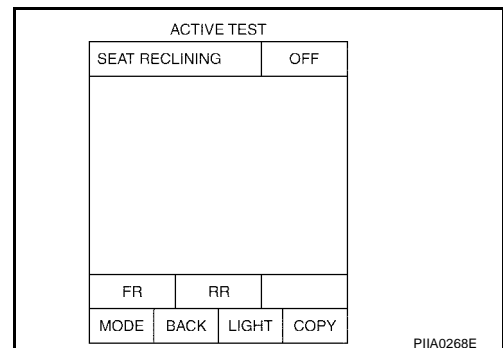 ACTIVE TEST
SEAT RECLINING OFF
FR RR
MODE BACK LIGHT COPY
PIIA0268E